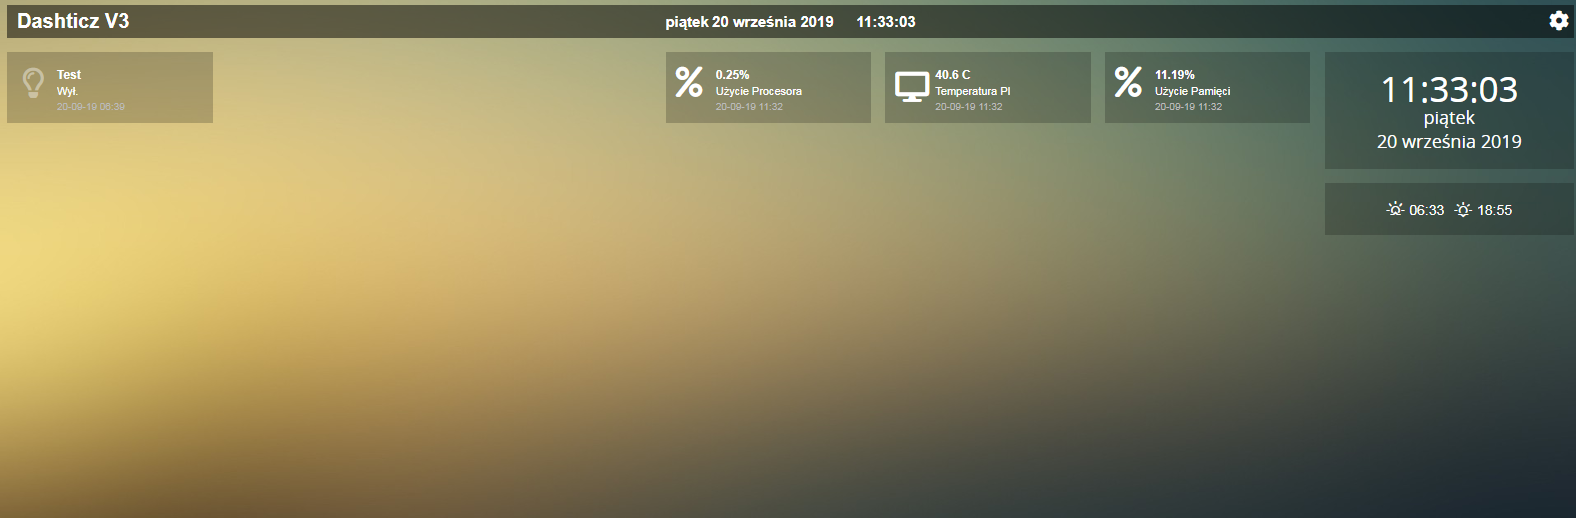 Dashticz V3
piątek 20 września 2019 11:33:03
Test
Wył.
20-09-19 06:39
0.25%
Użycie Procesora
20-09-19 11:32
40.6 C
Temperatura PI
20-09-19 11:32
11.19%
Użycie Pamięci
20-09-19 11:32
11:33:03
piątek
20 września 2019
06:33 18:55